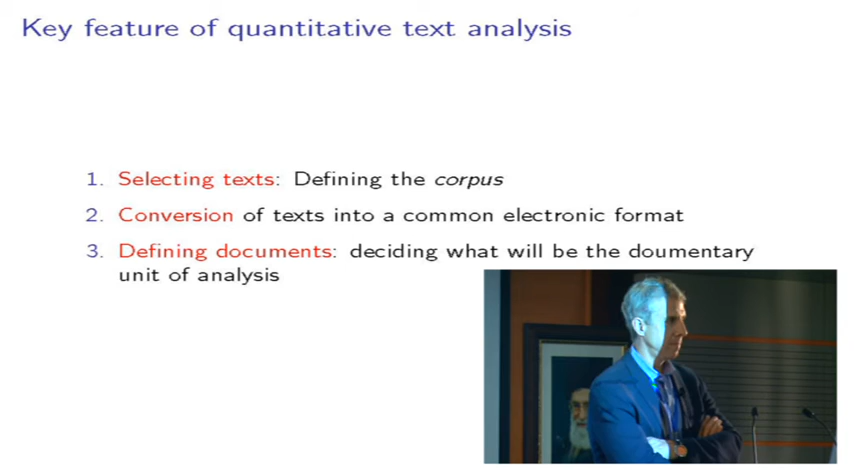 Key feature of quantitative text analysis
1. Selecting texts: Defining the corpus
2. Conversion of texts into a common electronic format
3. Defining documents: deciding what will be the doumentary
unit of analysis